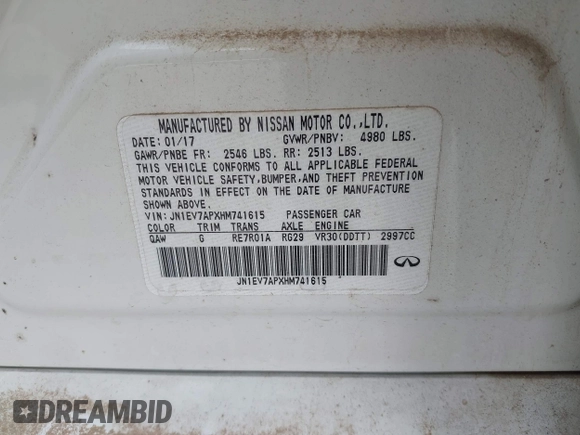 MANUFACTURED BY NISSAN MOTOR CO.,LTD.
DATE: 01/17 GVWR/PNBV: 4980 LBS.
GAWR/PNBE FR: 2546 LBS. RR: 2513 LBS.
THIS VEHICLE CONFORMS TO ALL APPLICABLE FEDERAL
MOTOR VEHICLE SAFETY,BUMPER,AND THEFT PREVENTION
STANDARDS IN EFFECT ON THE DATE OF MANUFACTURE
SHOWN ABOVE.
VIN: JN1EV7APXHM741615 PASSENGER CAR
COLOR TRIM TRANS AXLE ENGINE
QAW G RE7R01A RG29 VR30(DDTT) 2997CC
JN1EV7APXHM741615
DREAMBID